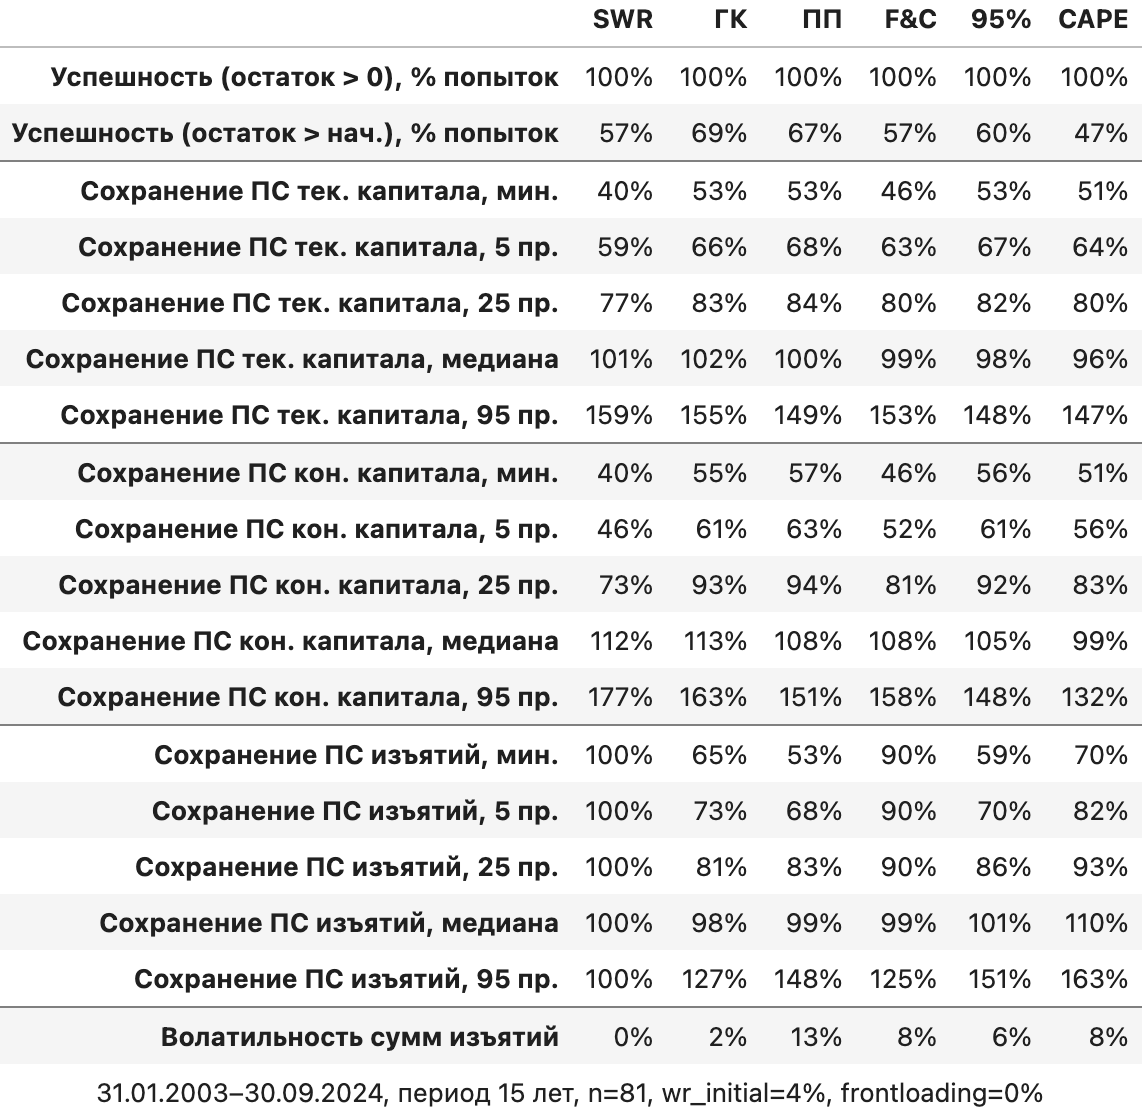 SWR ГК ПП F&C 95% CAPE
Успешность (остаток > 0), % попыток 100% 100% 100% 100% 100% 100%
Успешность (остаток > нач.), % попыток 57% 69% 67% 57% 60% 47%
Сохранение ПС тек. капитала, мин. 40% 53% 53% 46% 53% 51%
Сохранение ПС тек. капитала, 5 пр. 59% 66% 68% 63% 67% 64%
Сохранение ПС тек. капитала, 25 пр. 77% 83% 84% 80% 82% 80%
Сохранение ПС тек. капитала, медиана 101% 102% 100% 99% 98% 96%
Сохранение ПС тек. капитала, 95 пр. 159% 155% 149% 153% 148% 147%
Сохранение ПС кон. капитала, мин. 40% 55% 57% 46% 56% 51%
Сохранение ПС кон. капитала, 5 пр. 46% 61% 63% 52% 61% 56%
Сохранение ПС кон. капитала, 25 пр. 73% 93% 94% 81% 92% 83%
Сохранение ПС кон. капитала, медиана 112% 113% 108% 108% 105% 99%
Сохранение ПС кон. капитала, 95 пр. 177% 163% 151% 158% 148% 132%
Сохранение ПС изъятий, мин. 100% 65% 53% 90% 59% 70%
Сохранение ПС изъятий, 5 пр. 100% 73% 68% 90% 70% 82%
Сохранение ПС изъятий, 25 пр. 100% 81% 83% 90% 86% 93%
Сохранение ПС изъятий, медиана 100% 98% 99% 99% 101% 110%
Сохранение ПС изъятий, 95 пр. 100% 127% 148% 125% 151% 163%
Волатильность сумм изъятий 0% 2% 13% 8% 6% 8%
31.01.2003–30.09.2024, период 15 лет, n=81, wr_initial=4%, frontloading=0%